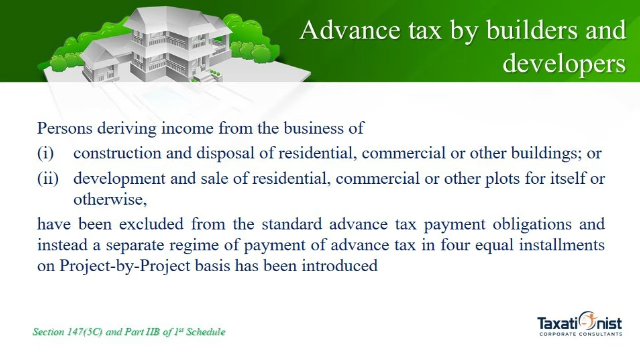 Advance tax by builders and
developers
Persons deriving income from the business of
(i) construction and disposal of residential, commercial or other buildings; or
(ii) development and sale of residential, commercial or other plots for itself or
otherwise,
have been excluded from the standard advance tax payment obligations and
instead a separate regime of payment of advance tax in four equal installments
on Project-by-Project basis has been introduced
Section 147(5C) and Part IIB of 1st Schedule
Taxationist
CORPORATE CONSULTANTS